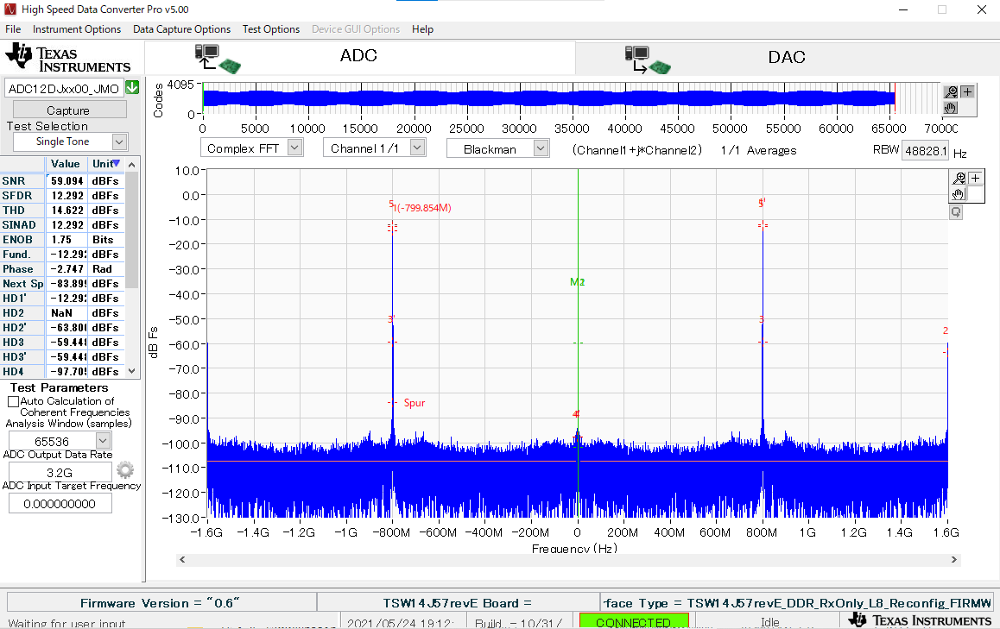 High Speed Data Converter Pro v5.00
File Instrument Options Data Capture Options Test Options Device GUI Options Help
TEXAS INSTRUMENTS
ADC
DAC
ADC12DJxx00_JMO
Capture
Test Selection
Single Tone
Value Unit
SNR 59.094 dBFs
SFDR 12.292 dBFs
THD 14.622 dBFs
SINAD 12.292 dBFs
ENOB 1.75 Bits
Fund. -12.292 dBFs
Phase -2.747 Rad
Next Sp -83.899 dBFs
HD1' -12.292 dBFs
HD2 NaN dBFs
HD2' -63.80 dBFs
HD3 -59.448 dBFs
HD3' -59.448 dBFs
HD4 -97.705 dBFs
Test Parameters
Auto Calculation of
Coherent Frequencies
Analysis Window (samples)
65536
ADC Output Data Rate
3.2G
ADC Input Target Frequency
0.000000000
Codes
4095
0
0 5000 10000 15000 20000 25000 30000 35000 40000 45000 50000 55000 60000 65000 70000
Complex FFT
Channel 1/1
Blackman
(Channel1+j*Channel2)
1/1 Averages
RBW 48828.1 Hz
dBFs
10.0
0.0
-10.0
-20.0
-30.0
-40.0
-50.0
-60.0
-70.0
-80.0
-90.0
-100.0
-110.0
-120.0
-130.0
5
1(-799.854M)
5'
M2
3'
3
2
Spur
4'
-1.6G -1.4G -1.2G -1G -800M -600M -400M -200M 0 200M 400M 600M 800M 1G 1.2G 1.4G 1.6G
Frequency (Hz)
Firmware Version = "0.6"
TSW14J57revE Board =
rface Type = TSW14J57revE_DDR_RxOnly_L8_Reconfig_FIRMW
Waiting for user input
2021/05/24 19:12:
Build - 10/31/
CONNECTED
Idle
TEXAS INSTRUMENTS